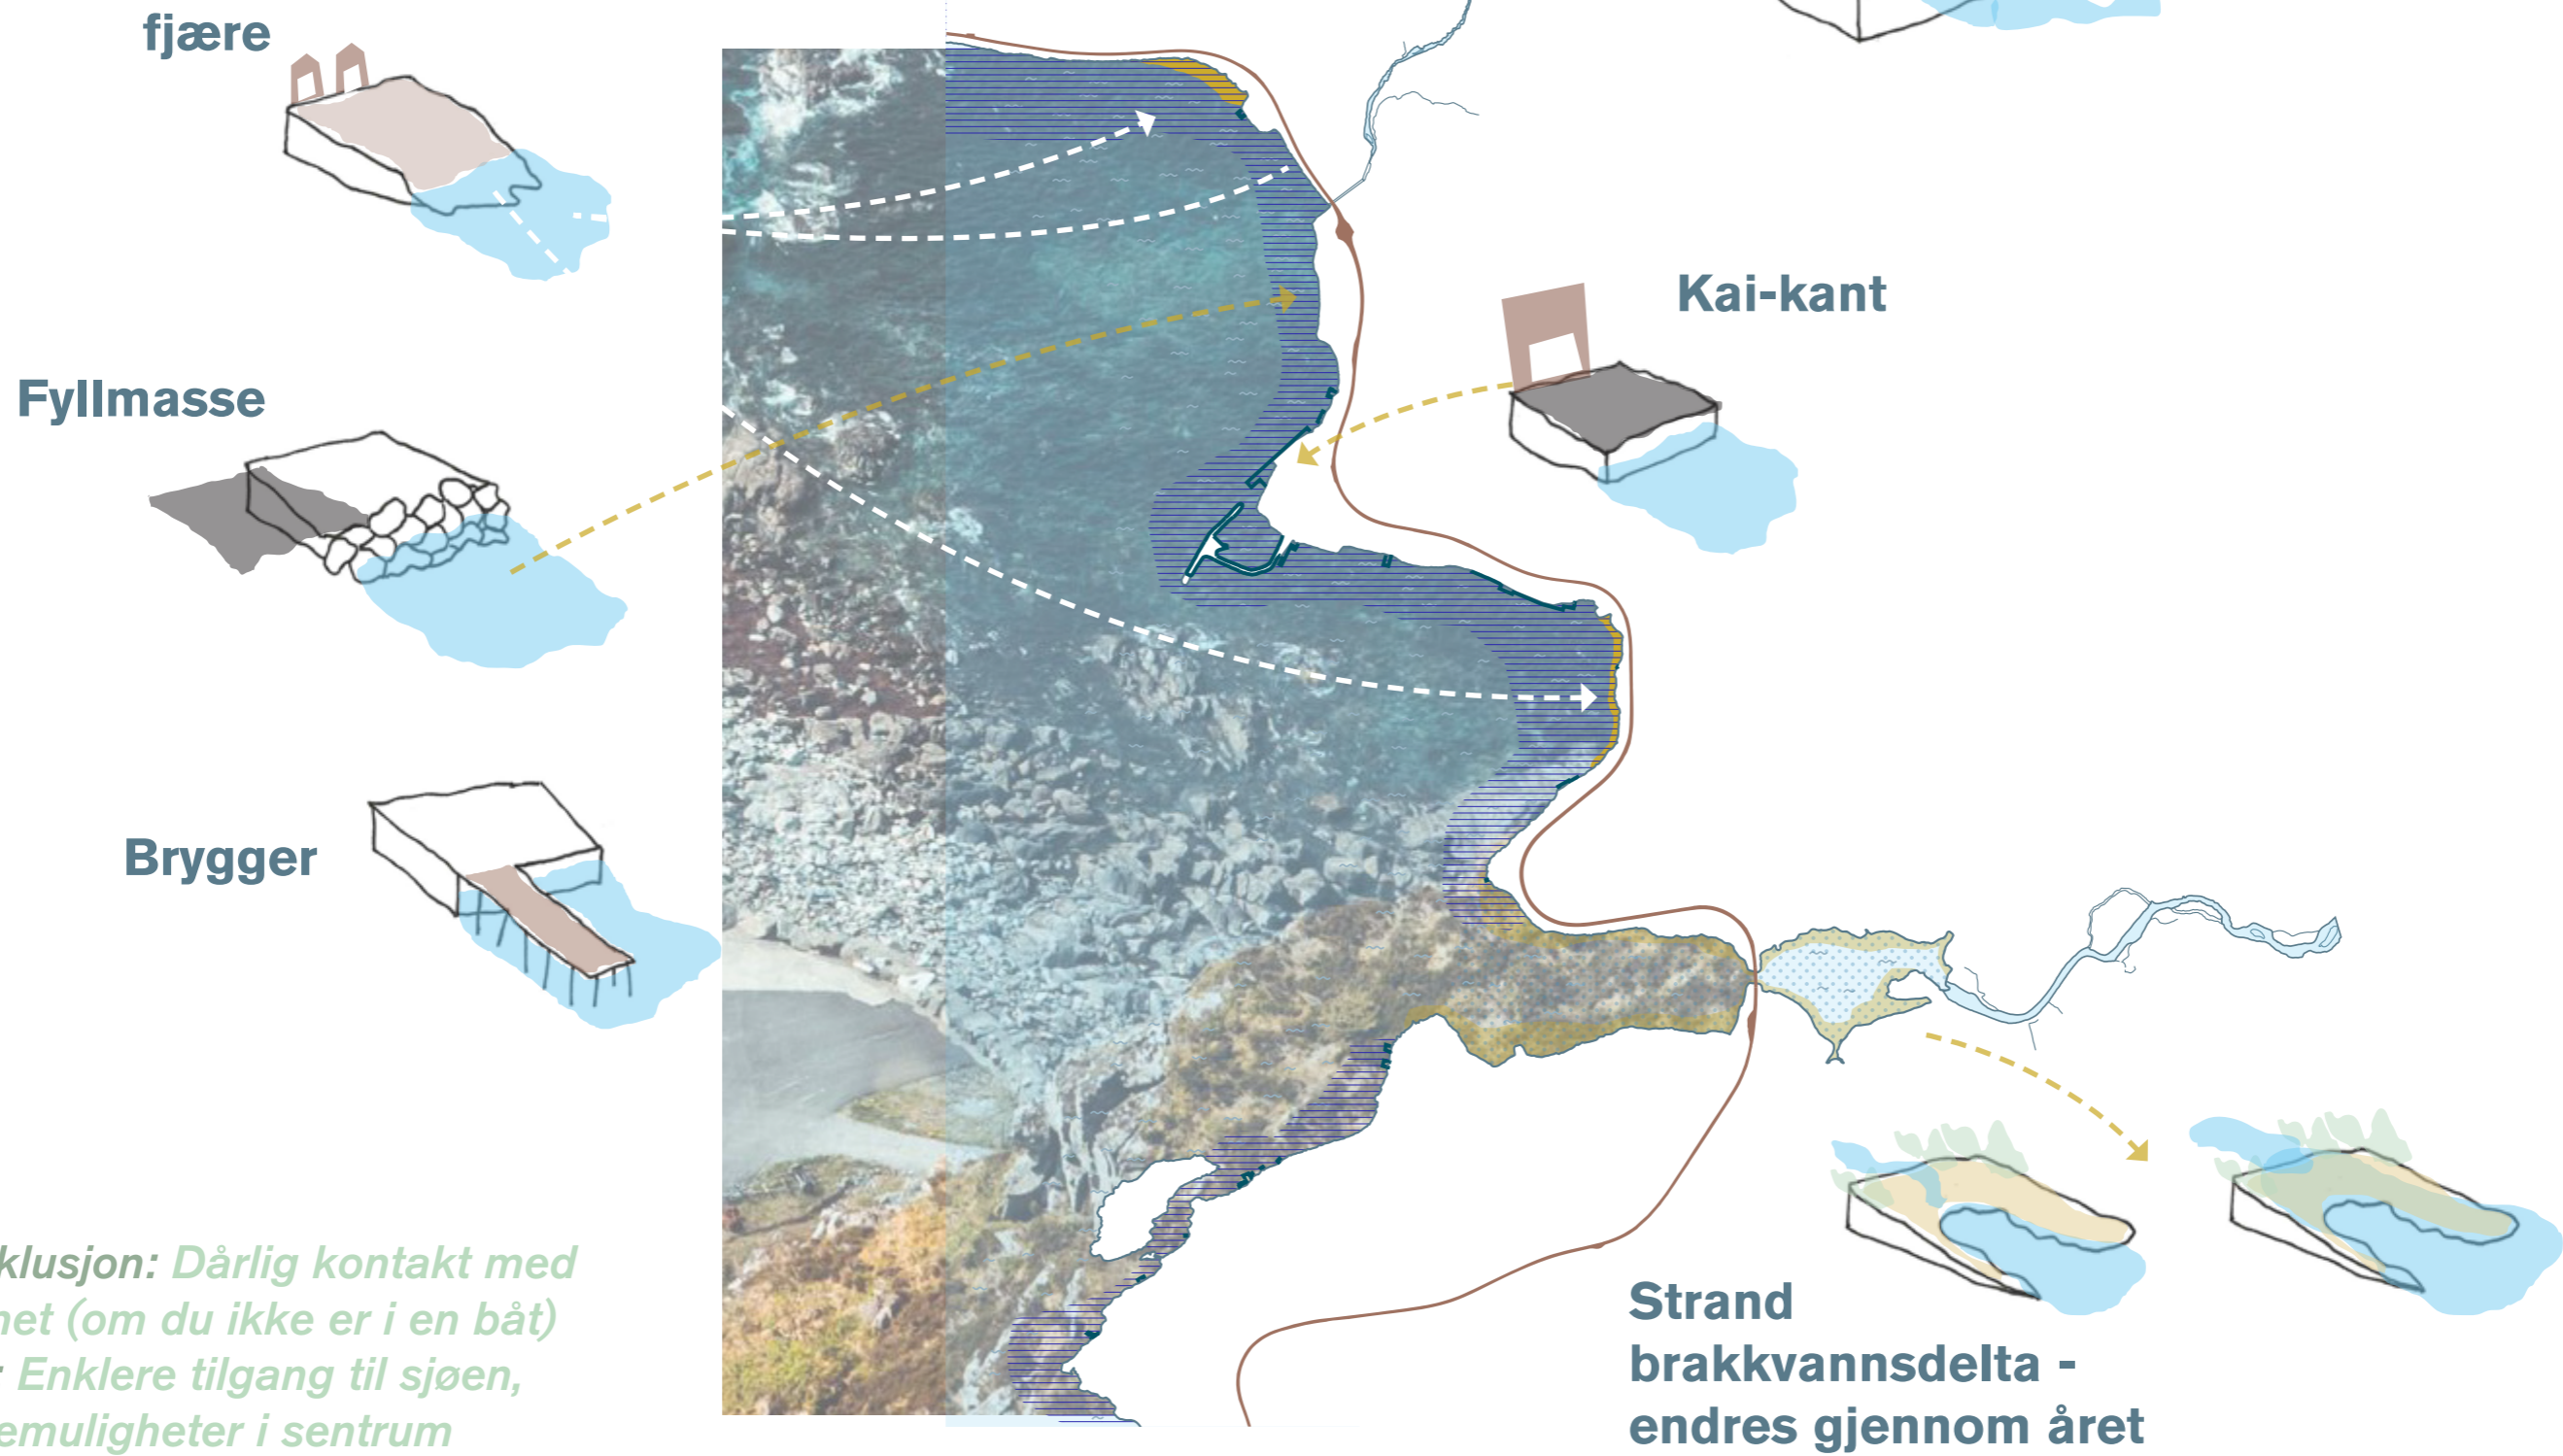 fjære
Kai-kant
Fyllmasse
Brygger
klusjon: Dårlig kontakt med
net (om du ikke er i en båt)
Enklere tilgang til sjøen,
emuligheter i sentrum
Strand
brakkvannsdelta -
endres gjennom året